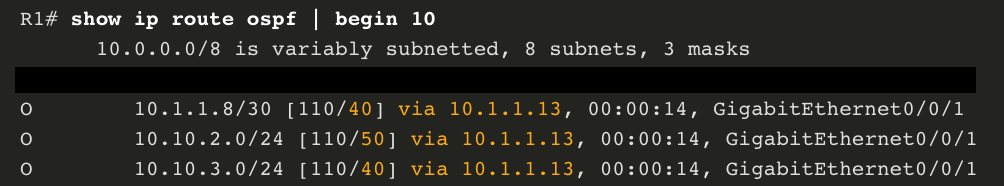 R1# show ip route ospf | begin 10
10.0.0.0/8 is variably subnetted, 8 subnets, 3 masks
O 10.1.1.8/30 [110/40] via 10.1.1.13, 00:00:14, GigabitEthernet0/0/1
O 10.10.2.0/24 [110/50] via 10.1.1.13, 00:00:14, GigabitEthernet0/0/1
O 10.10.3.0/24 [110/40] via 10.1.1.13, 00:00:14, GigabitEthernet0/0/1